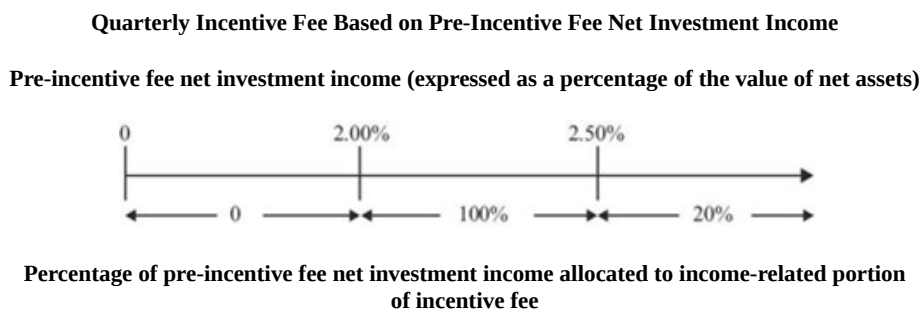 Quarterly Incentive Fee Based on Pre-Incentive Fee Net Investment Income
Pre-incentive fee net investment income (expressed as a percentage of the value of net assets)
0 2.00% 2.50%
0 100% 20%
Percentage of pre-incentive fee net investment income allocated to income-related portion
of incentive fee